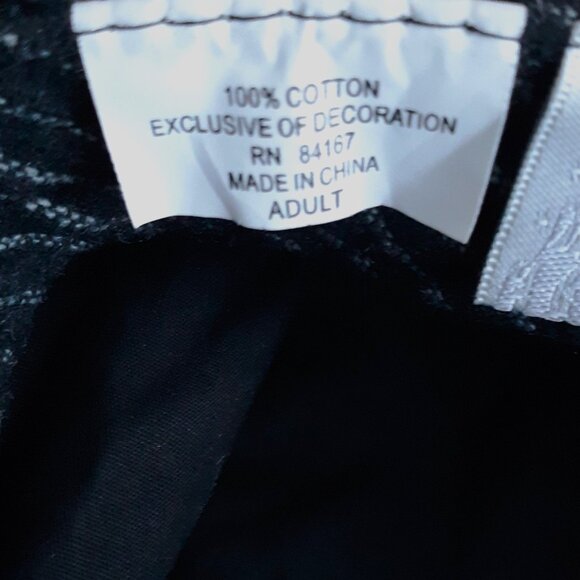 100% COTTON
EXCLUSIVE OF DECORATION
RN 84167
MADE IN CHINA
ADULT